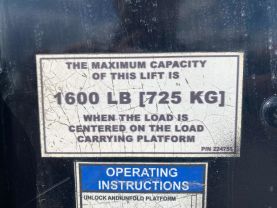 THE MAXIMUM CAPACITY
OF THIS LIFT IS
1600 LB [725 KG]
WHEN THE LOAD IS
CENTERED ON THE LOAD
CARRYING PLATFORM
P/N 224755
OPERATING
INSTRUCTIONS
UNLOCK AND UNFOLD PLATFORM